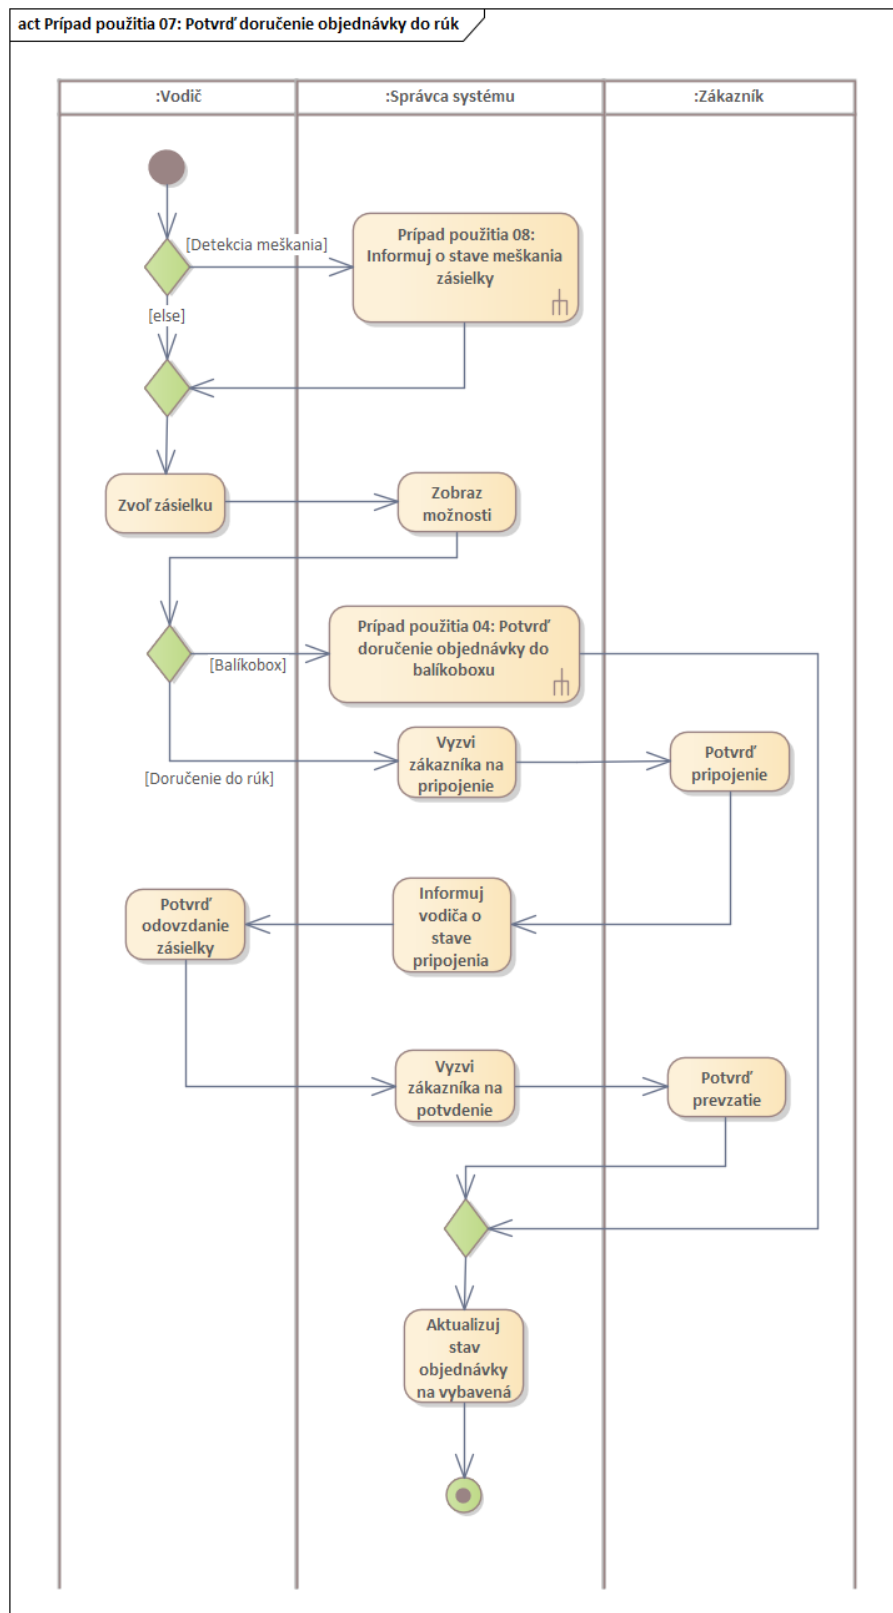 act Prípad použitia 07: Potvrď doručenie objednávky do rúk
:Vodič
:Správca systému
:Zákazník
[Detekcia meškania]
Prípad použitia 08:
Informuj o stave meškania
zásielky
[else]
Zvoľ zásielku
Zobraz
možnosti
Prípad použitia 04: Potvrď
doručenie objednávky do
balíkoboxu
[Balíkobox]
Vyzvi
zákazníka na
pripojenie
Potvrď
pripojenie
[Doručenie do rúk]
Potvrď
odovzdanie
zásielky
Informuj
vodiča o
stave
pripojenia
Vyzvi
zákazníka na
potvdenie
Potvrď
prevzatie
Aktualizuj
stav
objednávky
na vybavená